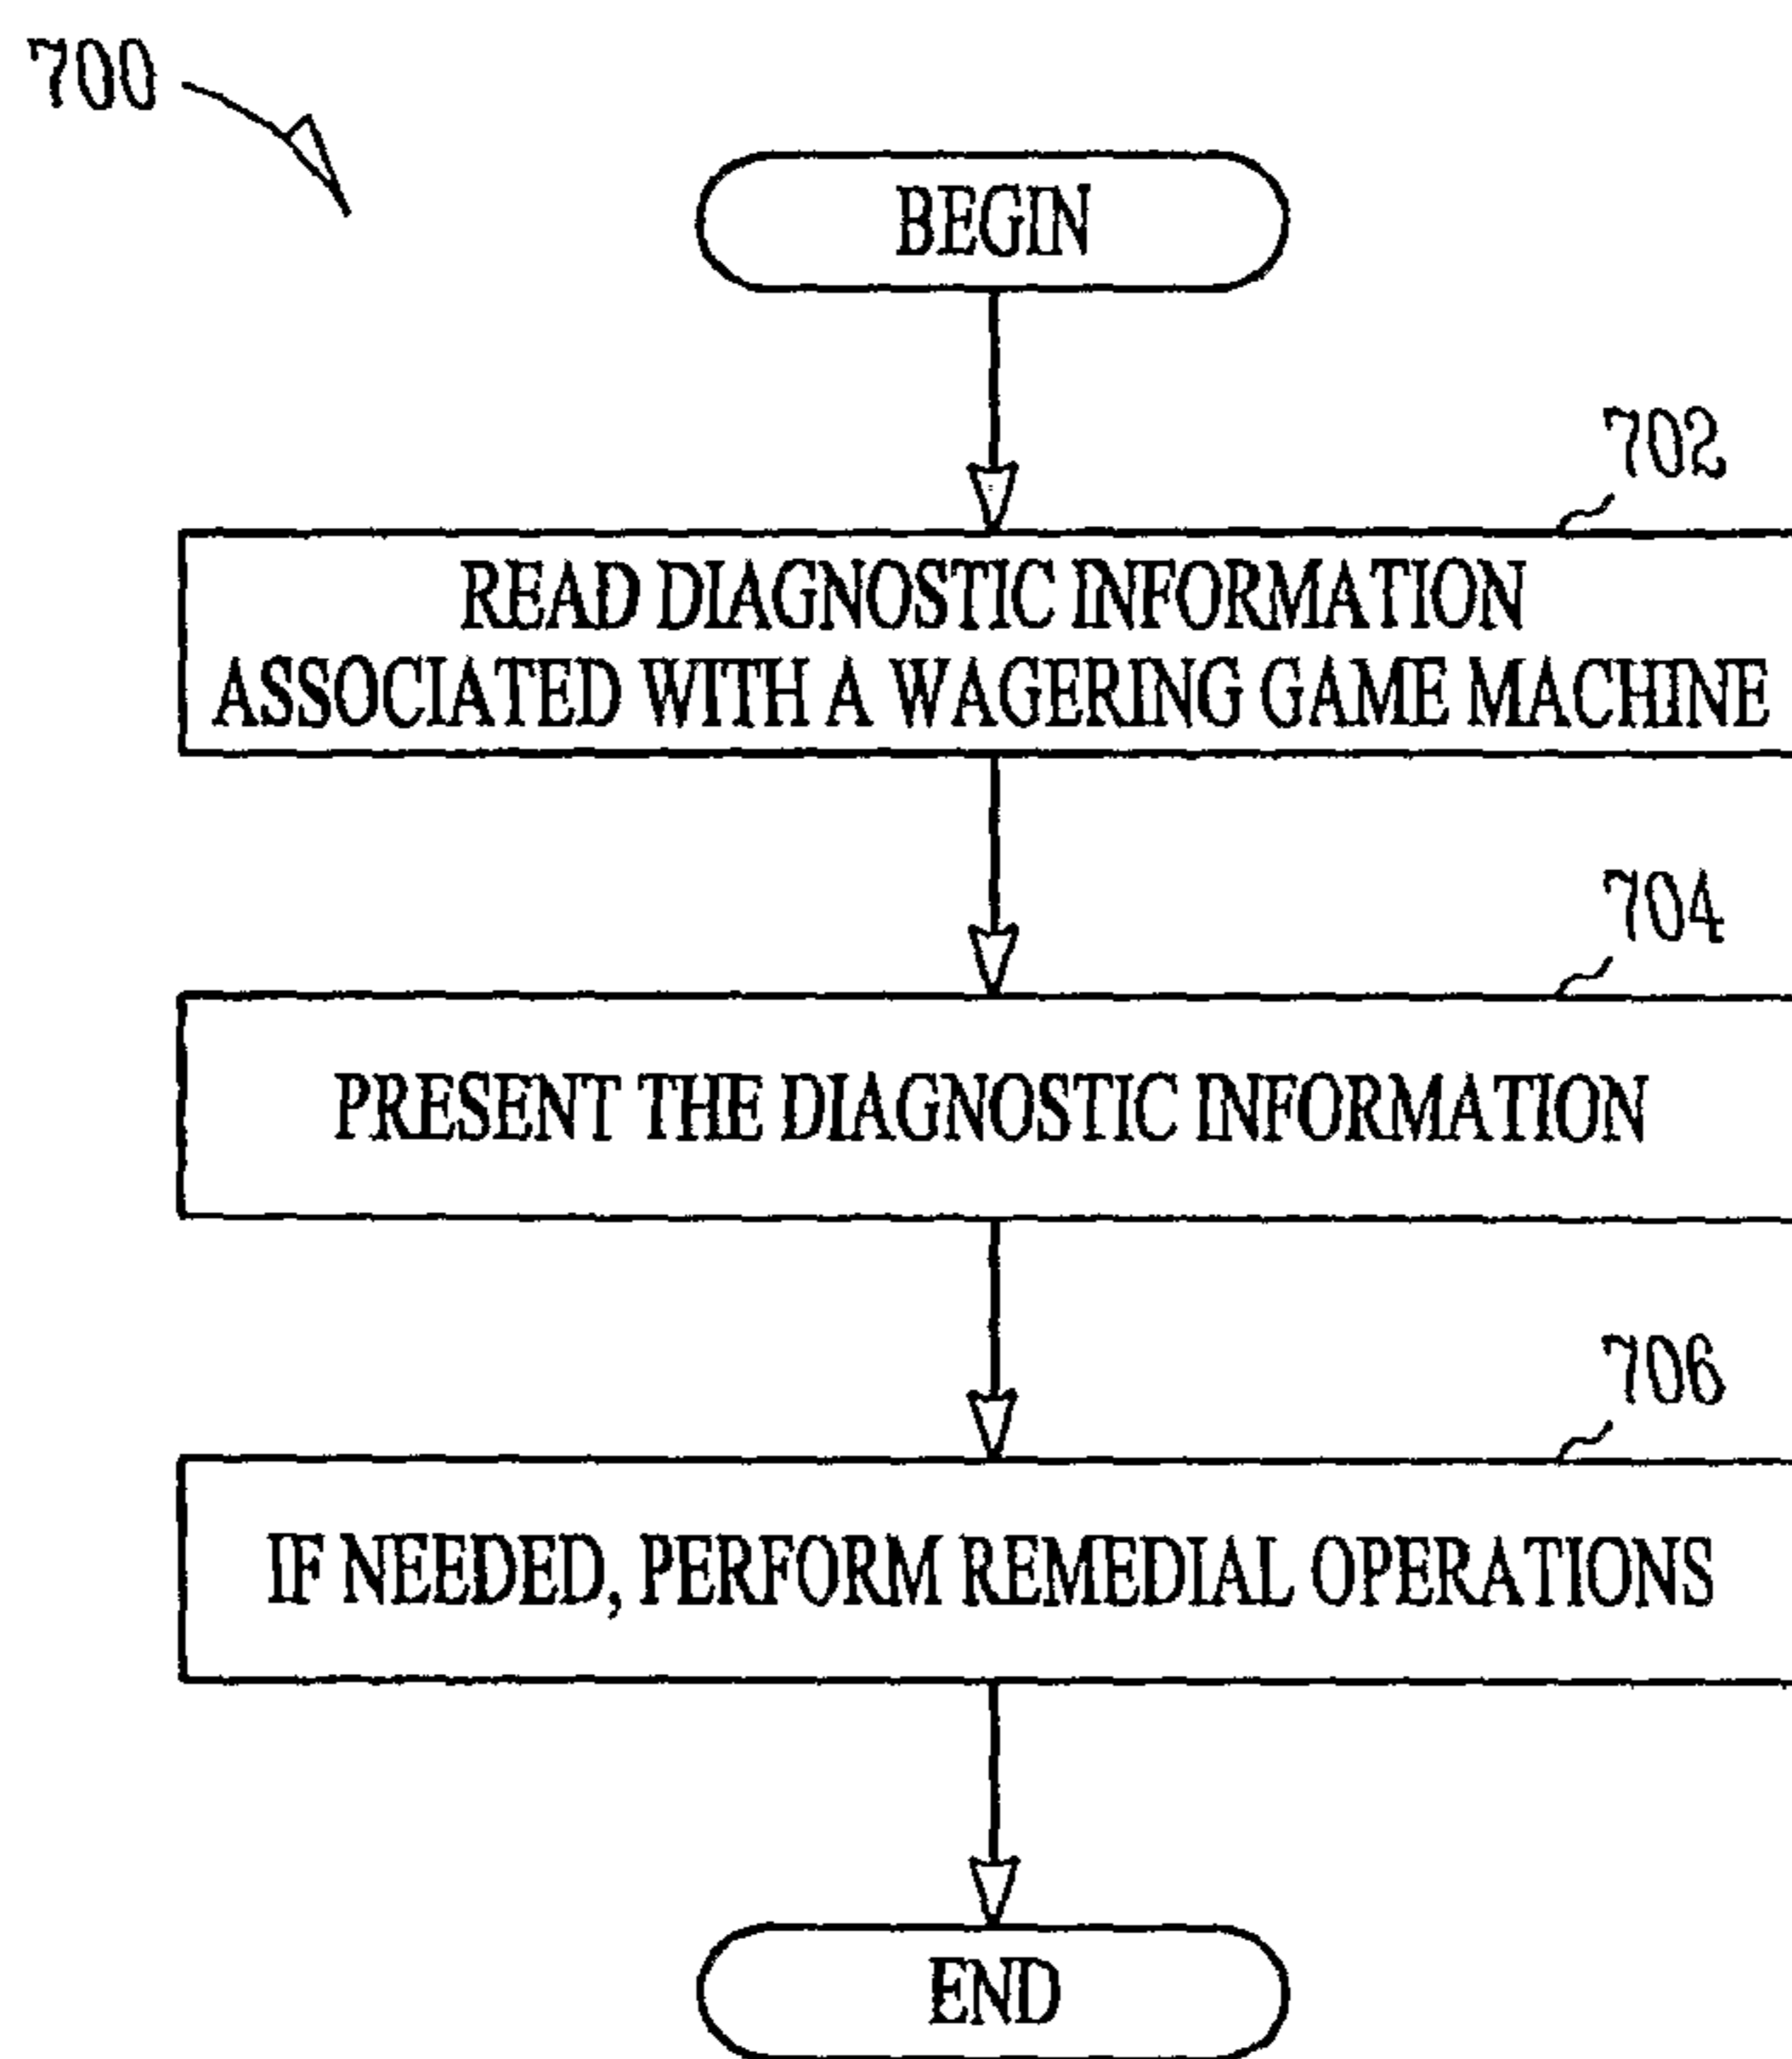 700
BEGIN
702
READ DIAGNOSTIC INFORMATION
ASSOCIATED WITH A WAGERING GAME MACHINE
704
PRESENT THE DIAGNOSTIC INFORMATION
706
IF NEEDED, PERFORM REMEDIAL OPERATIONS
END